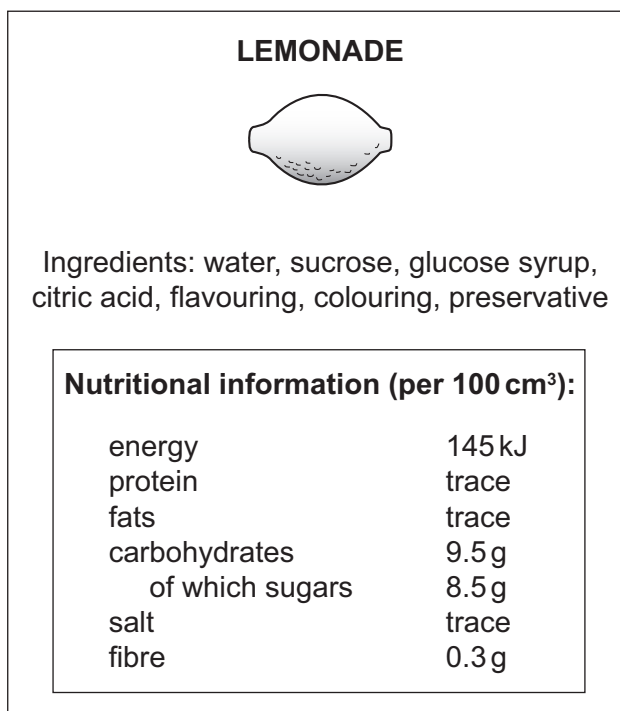 LEMONADE
Ingredients: water, sucrose, glucose syrup,
citric acid, flavouring, colouring, preservative
Nutritional information (per 100 cm³):
energy 145 kJ
protein trace
fats trace
carbohydrates 9.5 g
of which sugars 8.5 g
salt trace
fibre 0.3 g